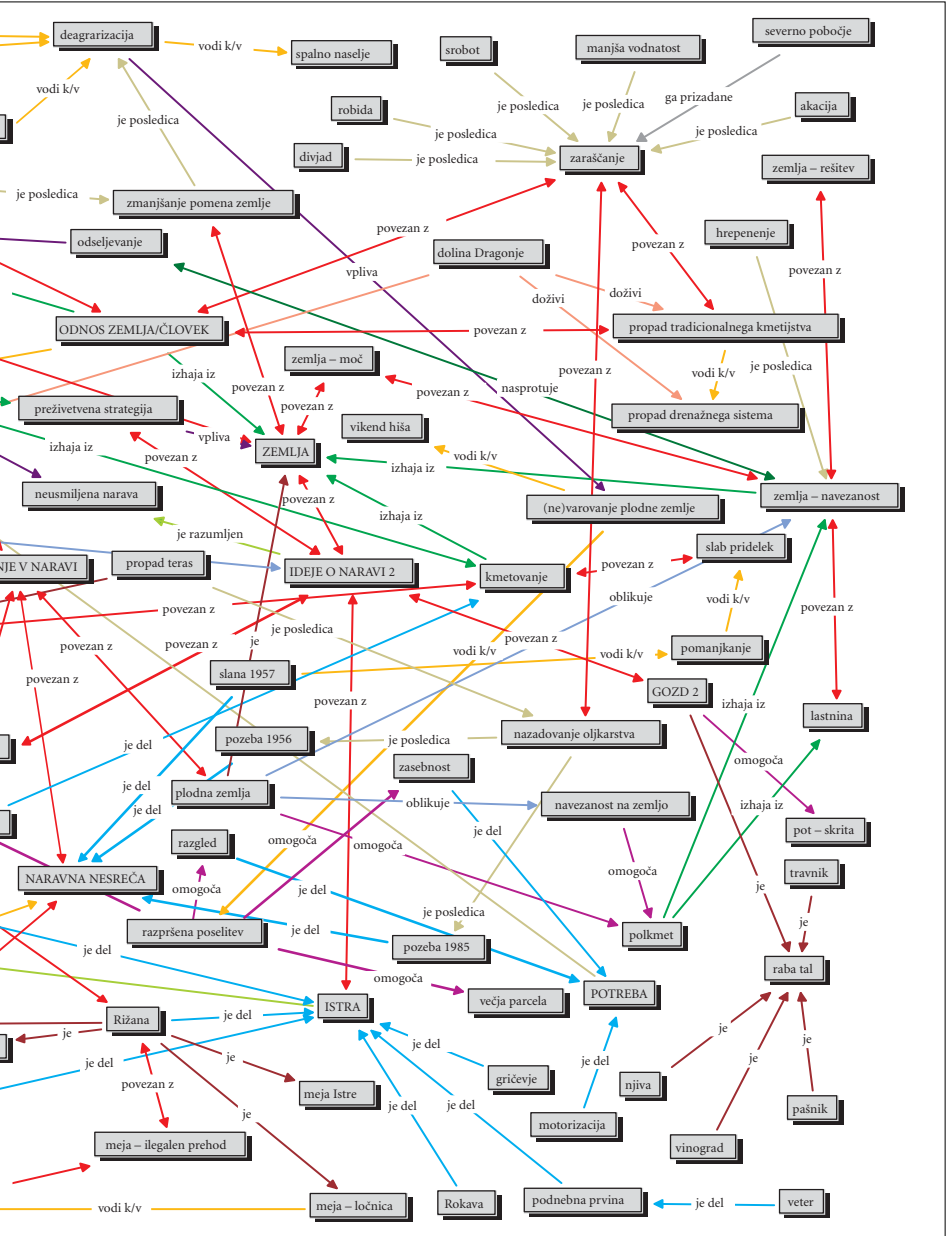 deagrarizacija
vodi k/v
spalno naselje
srobot
manjša vodnatost
severno pobočje
vodi k/v
robida
je posledica
je posledica
ga prizadane
akacija
je posledica
je posledica
je posledica
divjad
je posledica
zaraščanje
zemlja – rešitev
je posledica
zmanjšanje pomena zemlje
odseljevanje
povezan z
dolina Dragonje
povezan z
hrepenenje
vpliva
povezan z
doživi
doživi
ODNOS ZEMLJA/ČLOVEK
povezan z
propad tradicionalnega kmetijstva
zemlja – moč
izhaja iz
povezan z
povezan z
povezan z
nasprotuje
povezan z
vodi k/v
je posledica
preživetvena strategija
vikend hiša
propad drenažnega sistema
vpliva
izhaja iz
povezan z
ZEMLJA
vodi k/v
izhaja iz
neusmiljena narava
povezan z
zemlja – navezanost
(ne)varovanje plodne zemlje
izhaja iz
je razumljen
NJE V NARAVI
propad teras
IDEJE O NARAVI 2
kmetovanje
povezan z
slab pridelek
oblikuje
vodi k/v
povezan z
povezan z
je posledica
povezan z
povezan z
povezan z
je
vodi k/v
vodi k/v
pomanjkanje
povezan z
slana 1957
GOZD 2
povezan z
izhaja iz
lastnina
pozeba 1956
je posledica
nazadovanje oljkarstva
je del
zasebnost
omogoča
je del
plodna zemlja
oblikuje
navezanost na zemljo
izhaja iz
je del
je del
pot – skrita
razgled
omogoča
omogoča
omogoča
travnik
NARAVNA NESREČA
omogoča
je del
je
je posledica
je
razpršena poselitev
je del
pozeba 1985
polkmet
je del
omogoča
raba tal
večja parcela
POTREBA
ISTRA
Rižana
je del
je
je
je del
je
je del
je del
povezan z
meja Istre
gričevje
njiva
je
je
je del
je del
je
pašnik
motorizacija
meja – ilegalen prehod
vinograd
vodi k/v
meja – ločnica
Rokava
podnebna prvina
je del
veter